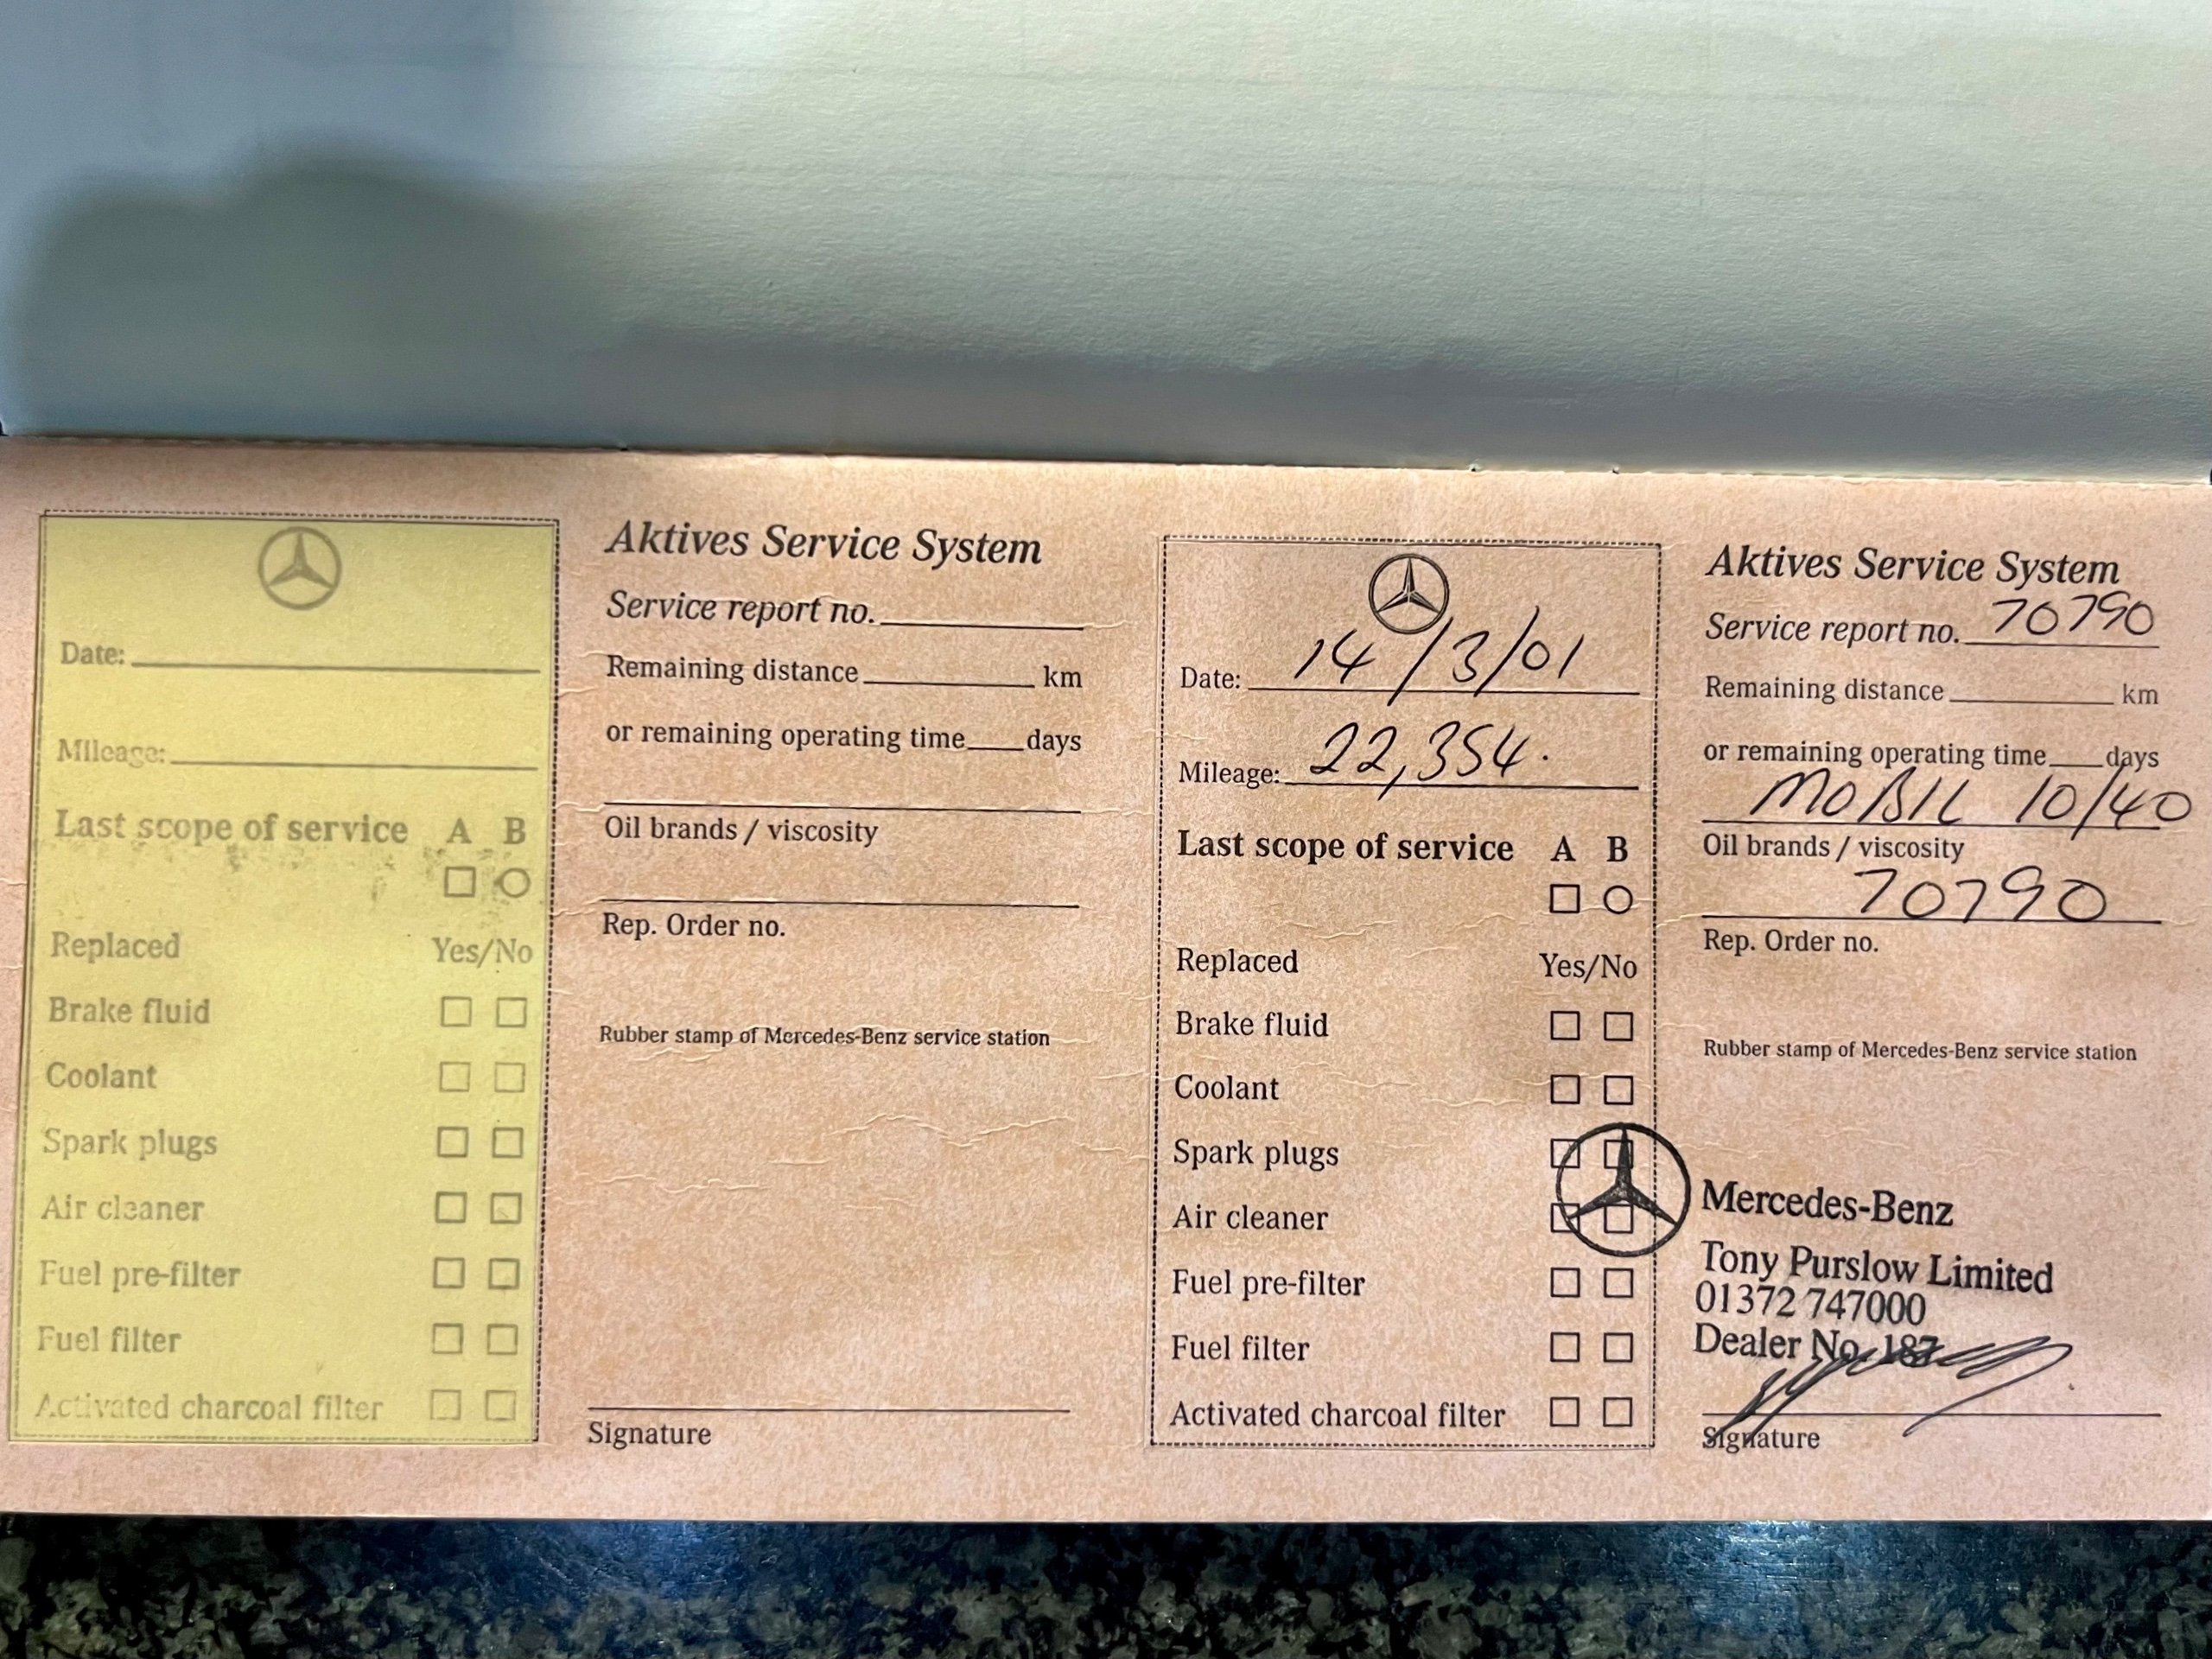 Date:
Mileage:
Last scope of service A B
Replaced Yes/No
Brake fluid
Coolant
Spark plugs
Air cleaner
Fuel pre-filter
Fuel filter
Activated charcoal filter
Aktives Service System
Service report no.
Remaining distance km
or remaining operating time days
Oil brands / viscosity
Rep. Order no.
Rubber stamp of Mercedes-Benz service station
Signature
Date: 14/3/01
Mileage: 22,354.
Last scope of service A B
Replaced Yes/No
Brake fluid
Coolant
Spark plugs
Air cleaner
Fuel pre-filter
Fuel filter
Activated charcoal filter
Aktives Service System
Service report no. 70790
Remaining distance km
or remaining operating time days
MOBIL 10/40
Oil brands / viscosity
70790
Rep. Order no.
Rubber stamp of Mercedes-Benz service station
Mercedes-Benz
Tony Purslow Limited
01372 747000
Dealer No. 187
Signature